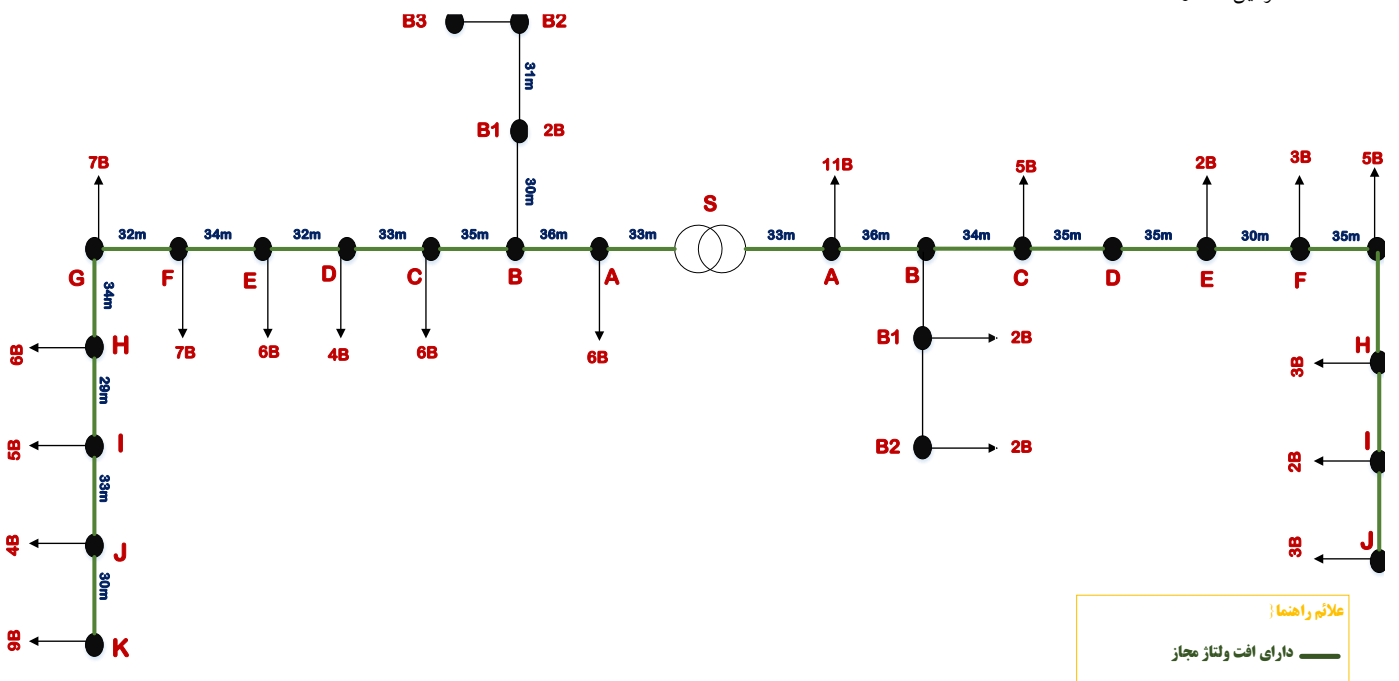 B3 B2
31m
B1 2B
30m
7B
11B
5B
2B
3B
5B
S
32m 34m 32m 33m 35m 36m 33m
33m 36m 34m 35m 35m 30m 35m
G F E D C B A
A B C D E F
34m
7B 6B 4B 6B 6B
6B H
29m
5B I
33m
4B J
30m
9B K
B1 2B
B2 2B
H
3B
I
2B
J
3B
علائم راهنما {
دارای افت ولتاژ مجاز